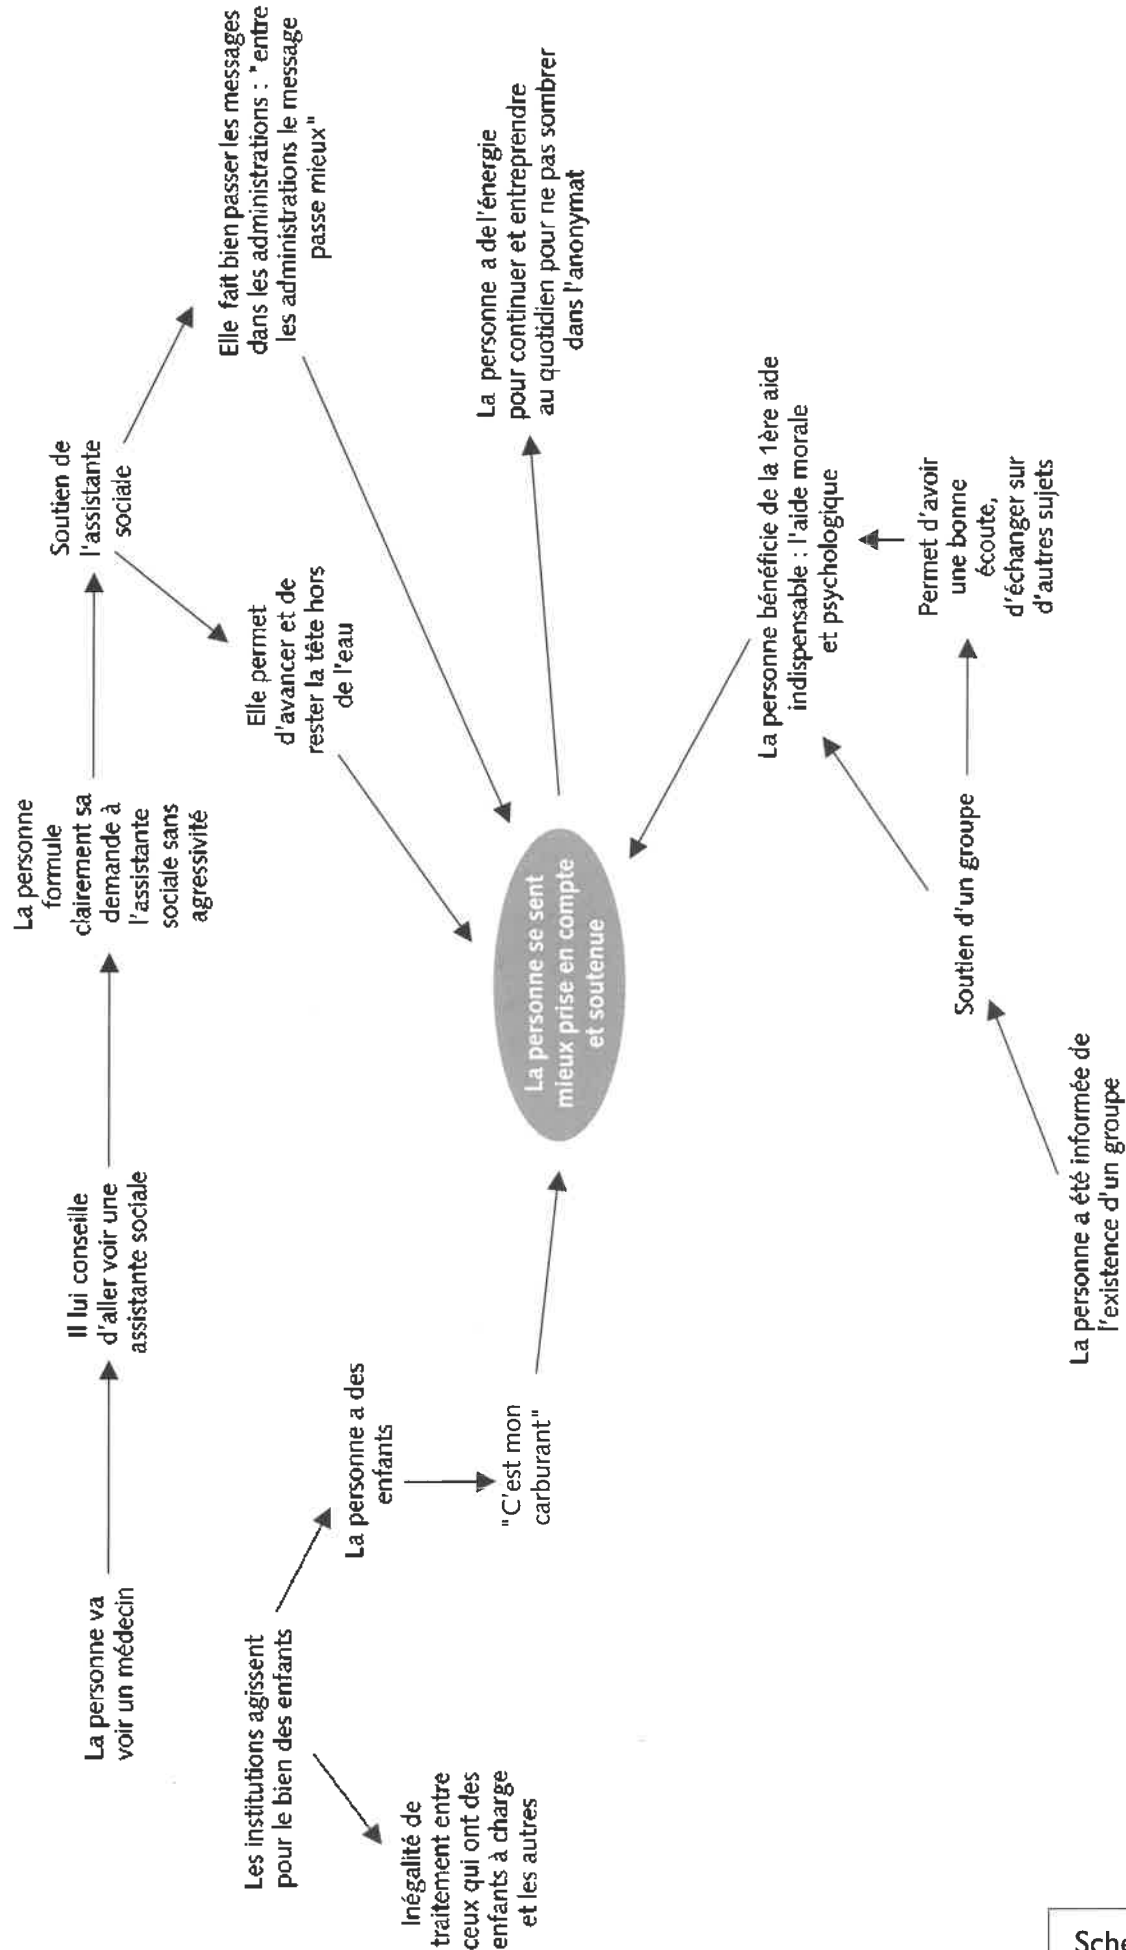 La personne va
voir un médecin
Il lui conseille
d'aller voir une
assistante sociale
La personne
formule
clairement sa
demande à
l'assistante
sociale sans
agressivité
Soutien de
l'assistante
sociale
Elle fait bien passer les messages
dans les administrations : "entre
les administrations le message
passe mieux"
Elle permet
d'avancer et de
rester la tête hors
de l'eau
Les institutions agissent
pour le bien des enfants
La personne a des
enfants
Inégalité de
traitement entre
ceux qui ont des
enfants à charge
et les autres
"C'est mon
carburant"
La personne se sent
mieux prise en compte
et soutenue
La personne a de l'énergie
pour continuer et entreprendre
au quotidien pour ne pas sombrer
dans l'anonymat
La personne bénéficie de la 1ère aide
indispensable : l'aide morale
et psychologique
Permet d'avoir
une bonne
écoute,
d'échanger sur
d'autres sujets
Soutien d'un groupe
La personne a été informée de
l'existence d'un groupe